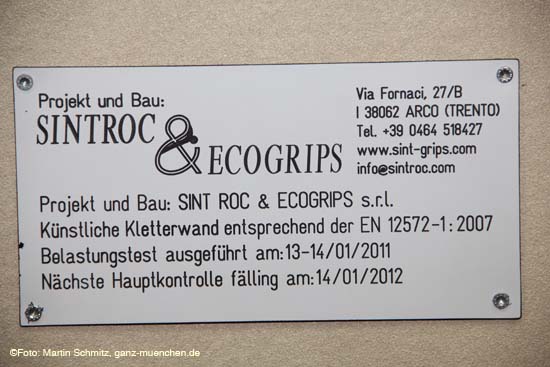 Projekt und Bau:
SINTROC
& ECOGRIPS
Via Fornaci, 27/B
I 38062 ARCO (TRENTO)
Tel. +39 0464 518427
www.sint-grips.com
info@sintroc.com
Projekt und Bau: SINT ROC & ECOGRIPS s.r.l.
Künstliche Kletterwand entsprechend der EN 12572-1:2007
Belastungstest ausgeführt am:13-14/01/2011
Nächste Hauptkontrolle fälling am:14/01/2012
©Foto: Martin Schmitz, ganz-muenchen.de